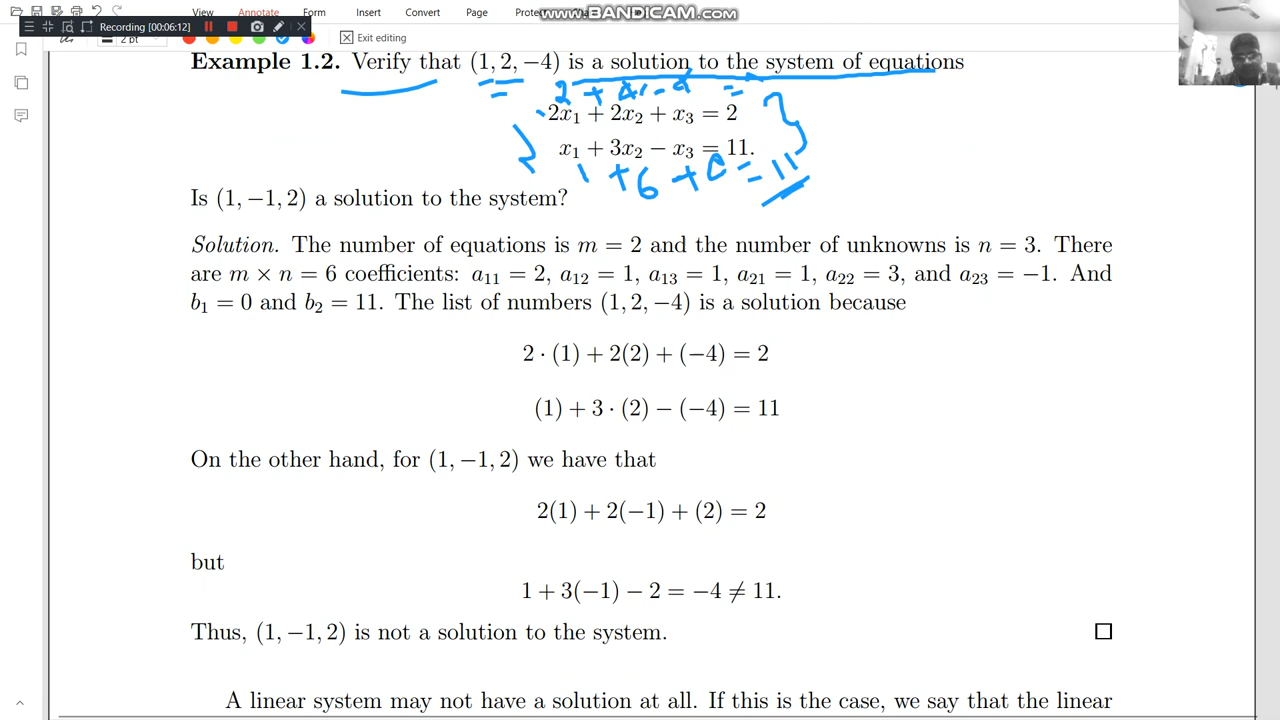 www.BANDICAM.com
View Annotate Form Insert Convert Page
Recording [00:06:12]
2 pt Exit editing
Example 1.2. Verify that (1, 2, −4) is a solution to the system of equations
2 + 4 - 4 =
2x₁ + 2x₂ + x₃ = 2
x₁ + 3x₂ − x₃ = 11.
1 + 6 + = 11
Is (1, −1, 2) a solution to the system?
Solution. The number of equations is m = 2 and the number of unknowns is n = 3. There
are m × n = 6 coefficients: a₁₁ = 2, a₁₂ = 1, a₁₃ = 1, a₂₁ = 1, a₂₂ = 3, and a₂₃ = −1. And
b₁ = 0 and b₂ = 11. The list of numbers (1, 2, −4) is a solution because
2 · (1) + 2(2) + (−4) = 2
(1) + 3 · (2) − (−4) = 11
On the other hand, for (1, −1, 2) we have that
2(1) + 2(−1) + (2) = 2
but
1 + 3(−1) − 2 = −4 ≠ 11.
Thus, (1, −1, 2) is not a solution to the system. □
A linear system may not have a solution at all. If this is the case, we say that the linear